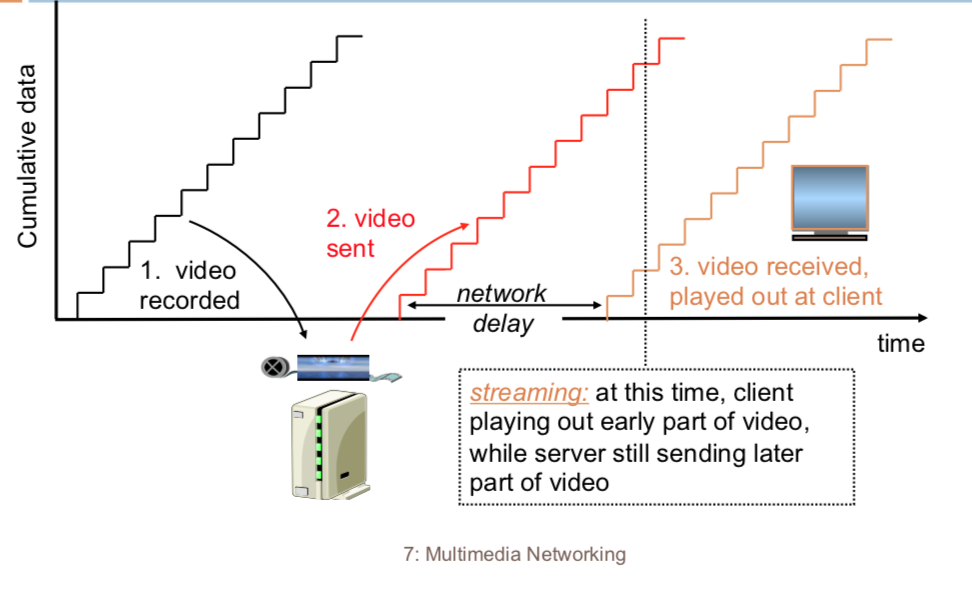 Cumulative data
1. video
recorded
2. video
sent
network
delay
3. video received,
played out at client
time
streaming: at this time, client
playing out early part of video,
while server still sending later
part of video
7: Multimedia Networking